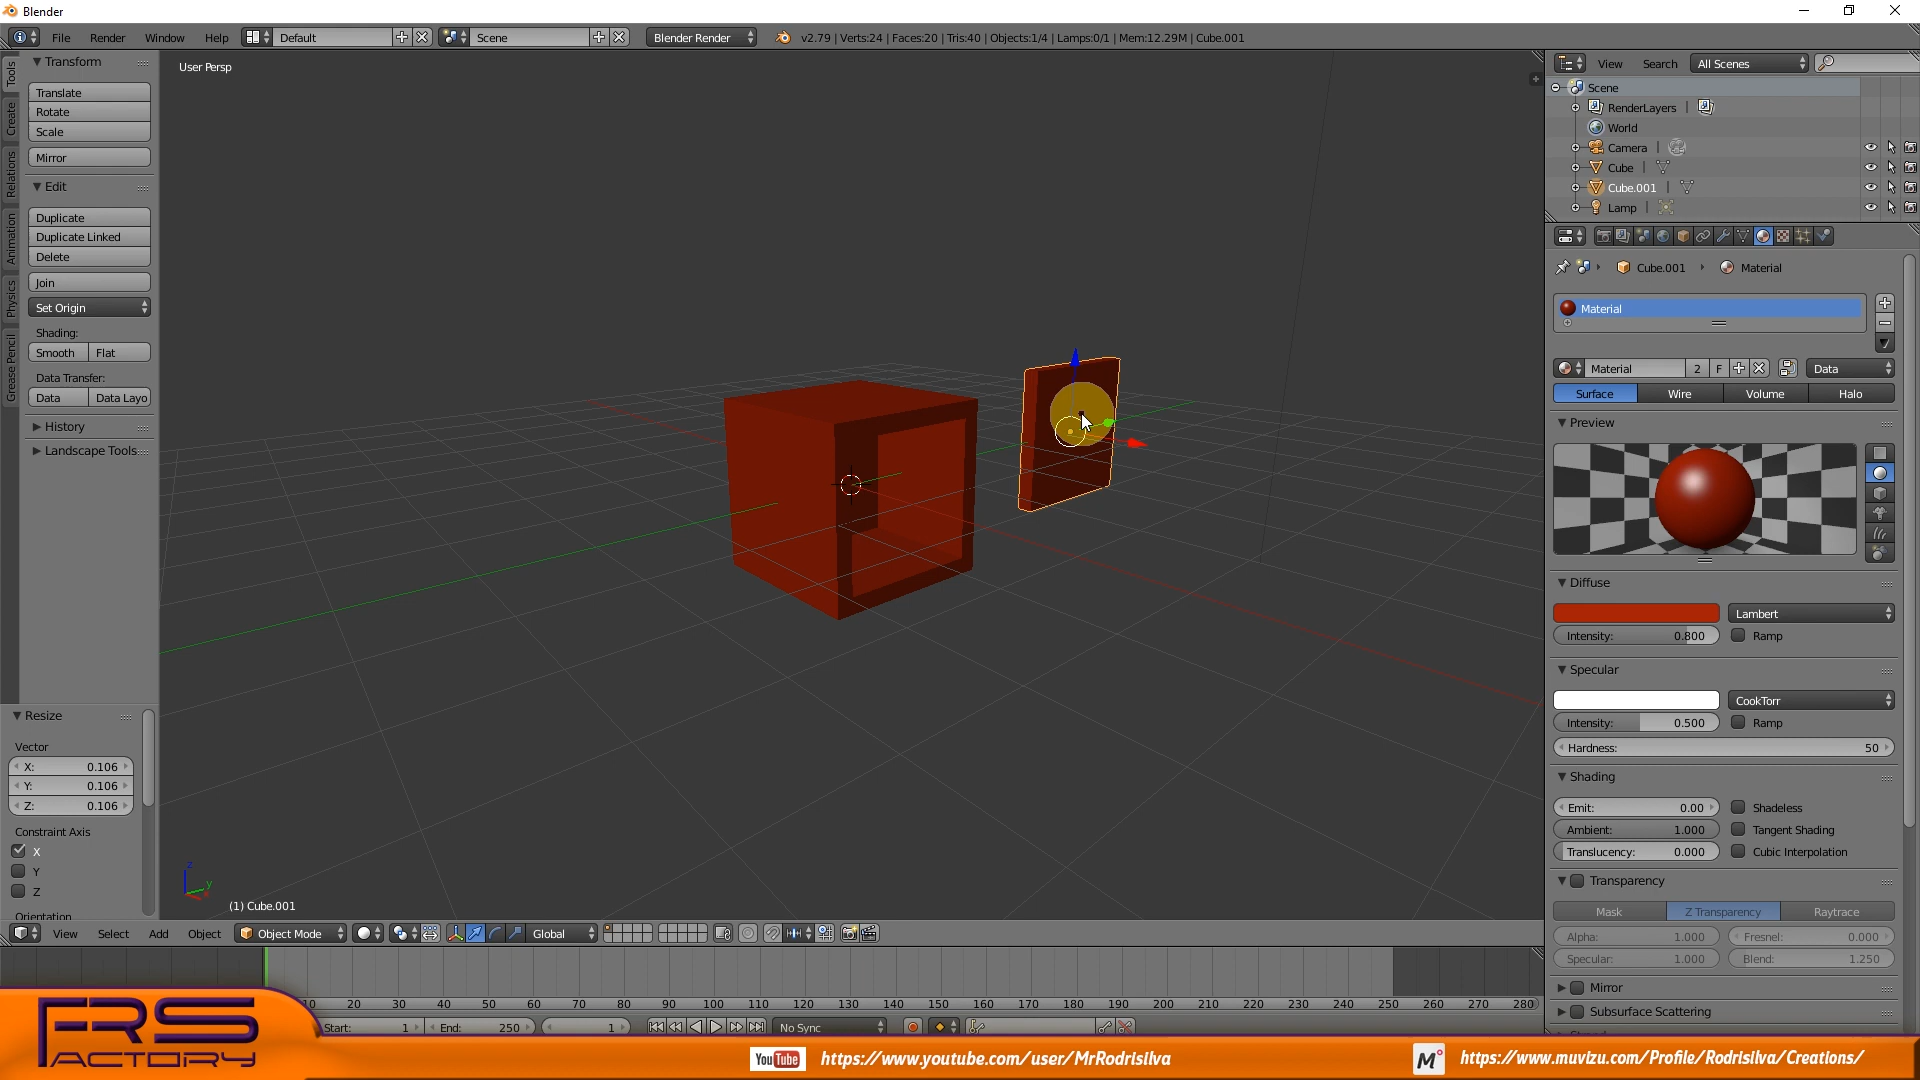 Blender
File Render Window Help Default Scene Blender Render v2.79 | Verts:24 | Faces:20 | Tris:40 | Objects:1/4 | Lamps:0/1 | Mem:12.29M | Cube.001
Tools
Create
Relations
Animation
Physics
Grease Pencil
Transform
Translate
Rotate
Scale
Mirror
Edit
Duplicate
Duplicate Linked
Delete
Join
Set Origin
Shading:
Smooth Flat
Data Transfer:
Data Data Layo
History
Landscape Tools
Resize
Vector
X: 0.106
Y: 0.106
Z: 0.106
Constraint Axis
X
Y
Z
Orientation
User Persp
z
y
(1) Cube.001
View Select Add Object Object Mode Global
10 20 30 40 50 60 70 80 90 100 110 120 130 140 150 160 170 180 190 200 210 220 230 240 250 260 270 280
Start: 1 End: 250 1 No Sync
View Search All Scenes
Scene
RenderLayers
World
Camera
Cube
Cube.001
Lamp
Cube.001 Material
Material
Material 2 F Data
Surface Wire Volume Halo
Preview
Diffuse
Lambert
Intensity: 0.800 Ramp
Specular
CookTorr
Intensity: 0.500 Ramp
Hardness: 50
Shading
Emit: 0.00 Shadeless
Ambient: 1.000 Tangent Shading
Translucency: 0.000 Cubic Interpolation
Transparency
Mask Z Transparency Raytrace
Alpha: 1.000 Fresnel: 0.000
Specular: 1.000 Blend: 1.250
Mirror
Subsurface Scattering
FRS
FACTORY
YouTube https://www.youtube.com/user/MrRodrisilva
M https://www.muvizu.com/Profile/Rodrisilva/Creations/